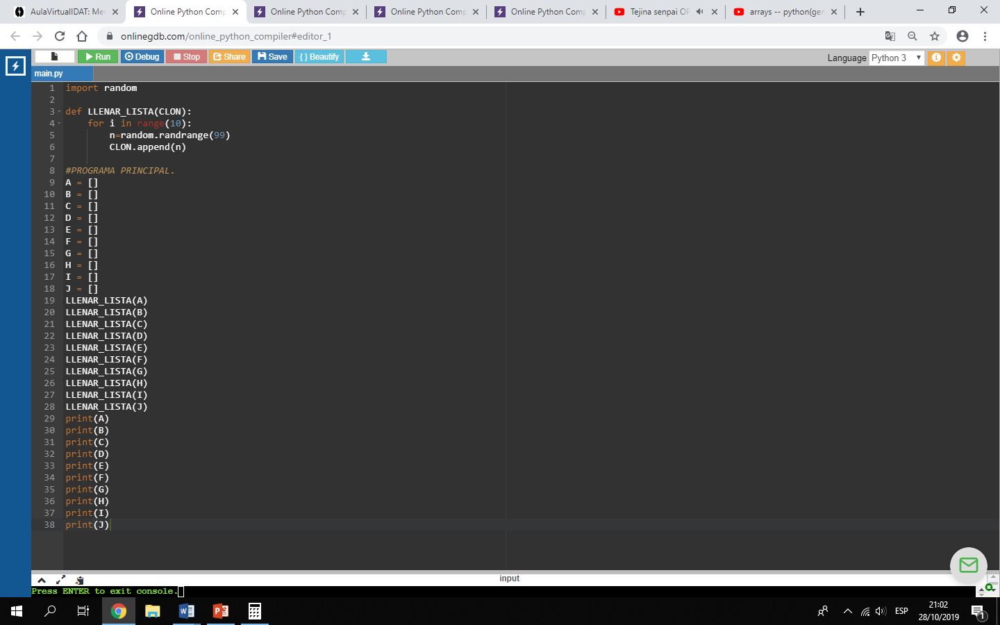 AulaVirtualIDAT: Me
Online Python Comp
Online Python Comp
Online Python Comp
Online Python Comp
Tejina senpai OP
arrays -- python(ger
onlinegdb.com/online_python_compiler#editor_1
Run Debug Stop Share Save { } Beautify
Language Python 3
main.py
1 import random
2
3 def LLENAR_LISTA(CLON):
4 for i in range(10):
5 n=random.randrange(99)
6 CLON.append(n)
7
8 #PROGRAMA PRINCIPAL.
9 A = []
10 B = []
11 C = []
12 D = []
13 E = []
14 F = []
15 G = []
16 H = []
17 I = []
18 J = []
19 LLENAR_LISTA(A)
20 LLENAR_LISTA(B)
21 LLENAR_LISTA(C)
22 LLENAR_LISTA(D)
23 LLENAR_LISTA(E)
24 LLENAR_LISTA(F)
25 LLENAR_LISTA(G)
26 LLENAR_LISTA(H)
27 LLENAR_LISTA(I)
28 LLENAR_LISTA(J)
29 print(A)
30 print(B)
31 print(C)
32 print(D)
33 print(E)
34 print(F)
35 print(G)
36 print(H)
37 print(I)
38 print(J)
input
Press ENTER to exit console.
ESP
21:02
28/10/2019
1